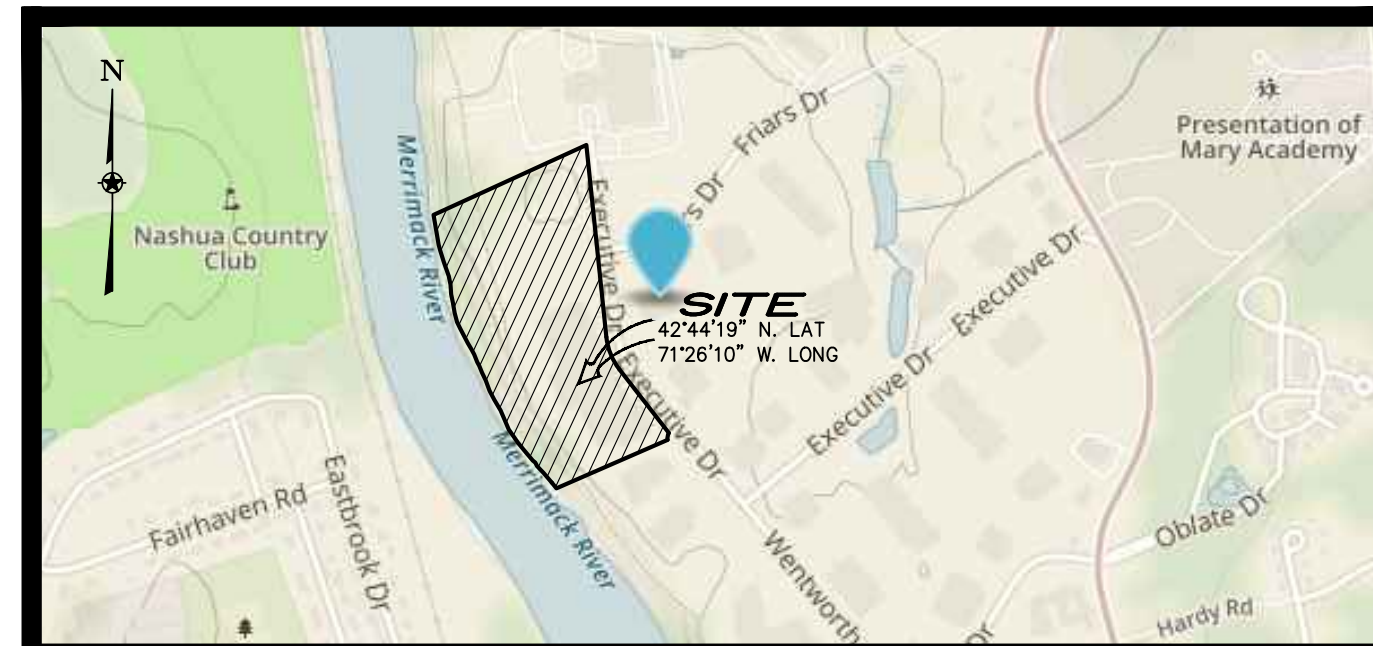 N
Nashua Country
Club
Merrimack River
Merrimack River
Fairhaven Rd
Eastbrook Dr
Executive Dr
Friars Dr
s Dr
SITE
42°44'19" N. LAT
71°26'10" W. LONG
Executive Dr
Executive Dr
Executive Dr
Wentworth
Presentation of
Mary Academy
Oblate Dr
Hardy Rd
Dr